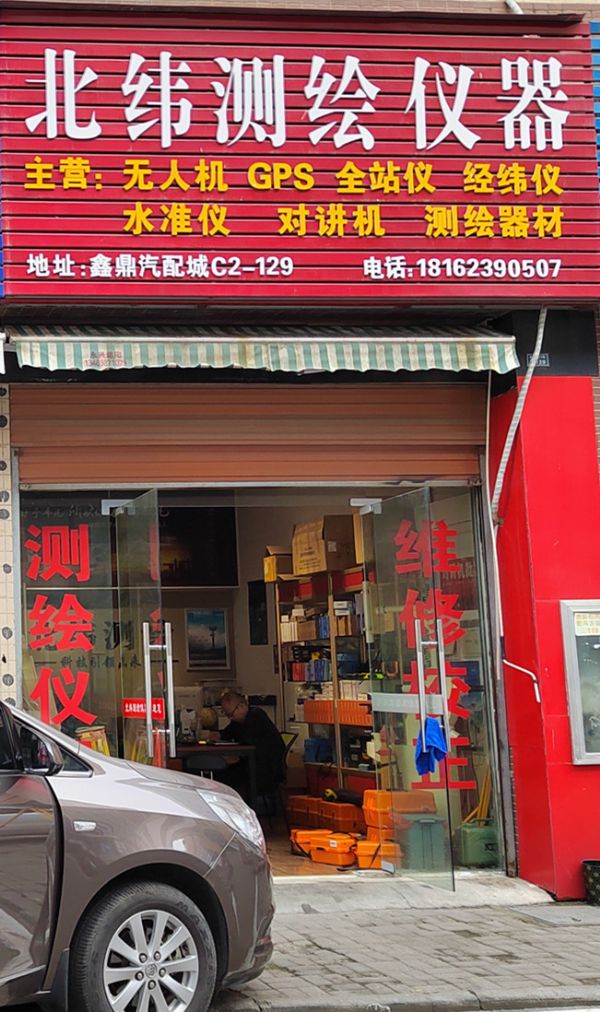 北纬测绘仪器
主营：无人机 GPS 全站仪 经纬仪
水准仪 对讲机 测绘器材
地址：鑫鼎汽配城C2-129
电话：18162390507
测绘仪
维修校正